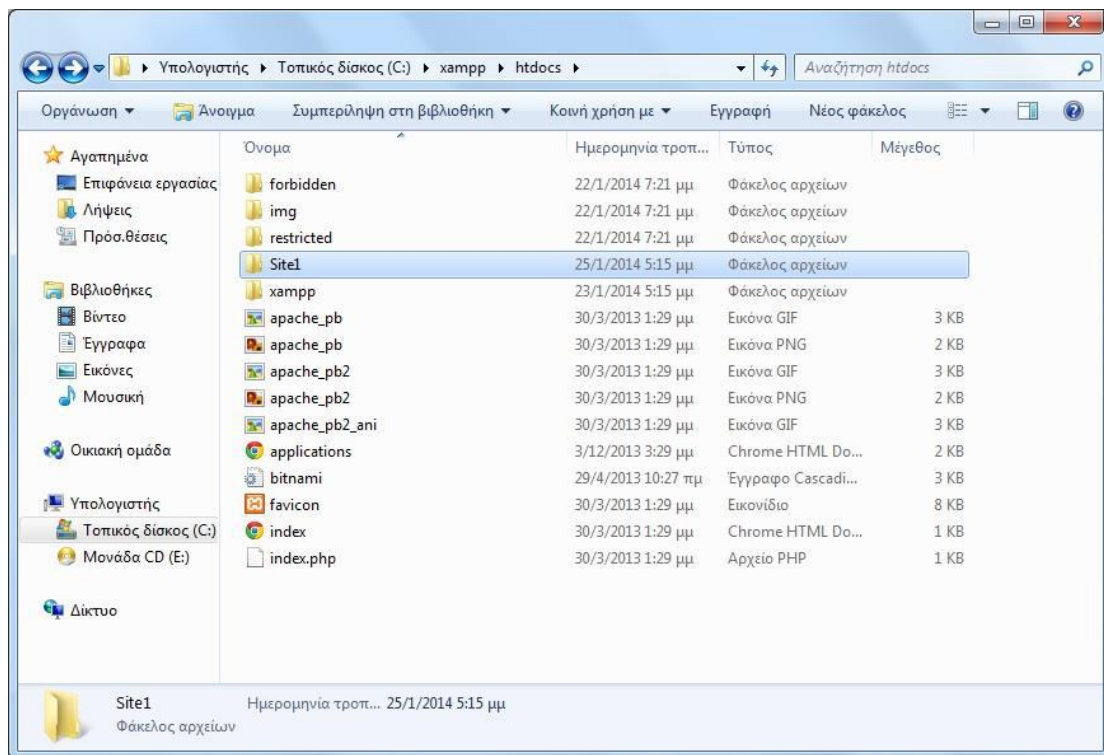 Υπολογιστής Τοπικός δίσκος (C:) xampp htdocs Αναζήτηση htdocs
Οργάνωση Άνοιγμα Συμπερίληψη στη βιβλιοθήκη Κοινή χρήση με Εγγραφή Νέος φάκελος
Αγαπημένα
Επιφάνεια εργασίας
Λήψεις
Πρόσ.θέσεις
Βιβλιοθήκες
Βίντεο
Έγγραφα
Εικόνες
Μουσική
Οικιακή ομάδα
Υπολογιστής
Τοπικός δίσκος (C:)
Μονάδα CD (E:)
Δίκτυο
Όνομα Ημερομηνία τροπ... Τύπος Μέγεθος
forbidden 22/1/2014 7:21 μμ Φάκελος αρχείων
img 22/1/2014 7:21 μμ Φάκελος αρχείων
restricted 22/1/2014 7:21 μμ Φάκελος αρχείων
Site1 25/1/2014 5:15 μμ Φάκελος αρχείων
xampp 23/1/2014 5:15 μμ Φάκελος αρχείων
apache_pb 30/3/2013 1:29 μμ Εικόνα GIF 3 KB
apache_pb 30/3/2013 1:29 μμ Εικόνα PNG 2 KB
apache_pb2 30/3/2013 1:29 μμ Εικόνα GIF 3 KB
apache_pb2 30/3/2013 1:29 μμ Εικόνα PNG 2 KB
apache_pb2_ani 30/3/2013 1:29 μμ Εικόνα GIF 3 KB
applications 3/12/2013 3:29 μμ Chrome HTML Do... 2 KB
bitnami 29/4/2013 10:27 πμ Έγγραφο Cascadi... 3 KB
favicon 30/3/2013 1:29 μμ Εικονίδιο 8 KB
index 30/3/2013 1:29 μμ Chrome HTML Do... 1 KB
index.php 30/3/2013 1:29 μμ Αρχείο PHP 1 KB
Site1 Ημερομηνία τροπ... 25/1/2014 5:15 μμ
Φάκελος αρχείων